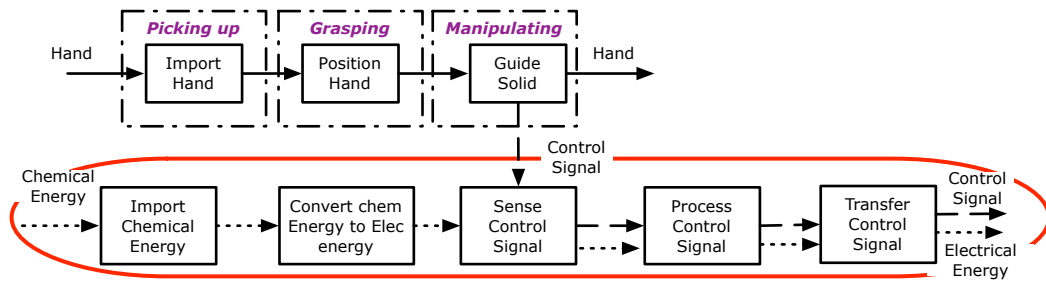 Picking up
Grasping
Manipulating
Hand
Import
Hand
Position
Hand
Guide
Solid
Hand
Control
Signal
Chemical
Energy
Import
Chemical
Energy
Convert chem
Energy to Elec
energy
Sense
Control
Signal
Process
Control
Signal
Transfer
Control
Signal
Control
Signal
Electrical
Energy